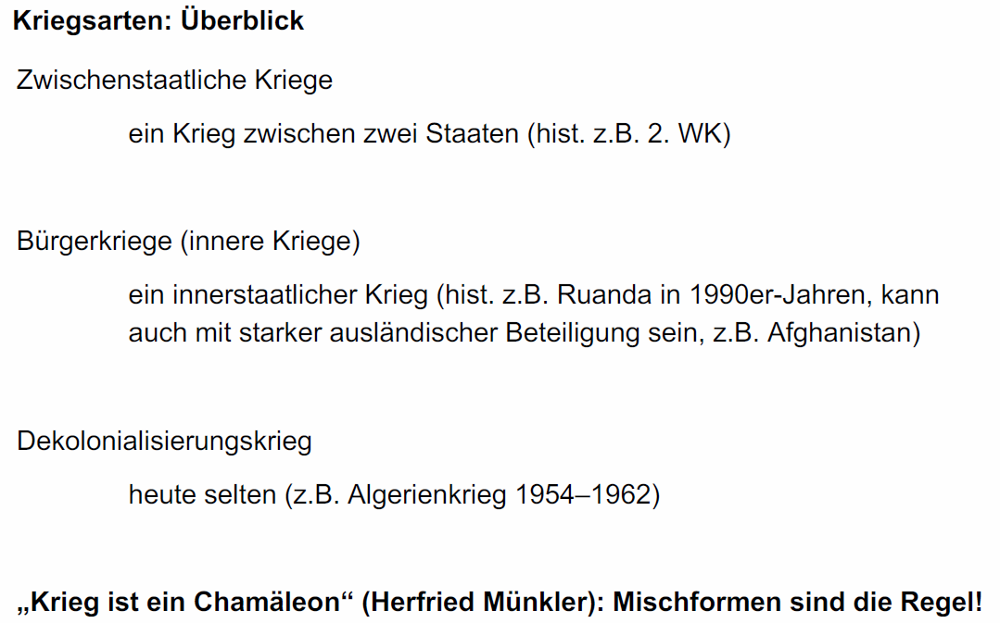 Kriegsarten: Überblick
Zwischenstaatliche Kriege
ein Krieg zwischen zwei Staaten (hist. z.B. 2. WK)
Bürgerkriege (innere Kriege)
ein innerstaatlicher Krieg (hist. z.B. Ruanda in 1990er-Jahren, kann
auch mit starker ausländischer Beteiligung sein, z.B. Afghanistan)
Dekolonialisierungskrieg
heute selten (z.B. Algerienkrieg 1954–1962)
„Krieg ist ein Chamäleon“ (Herfried Münkler): Mischformen sind die Regel!